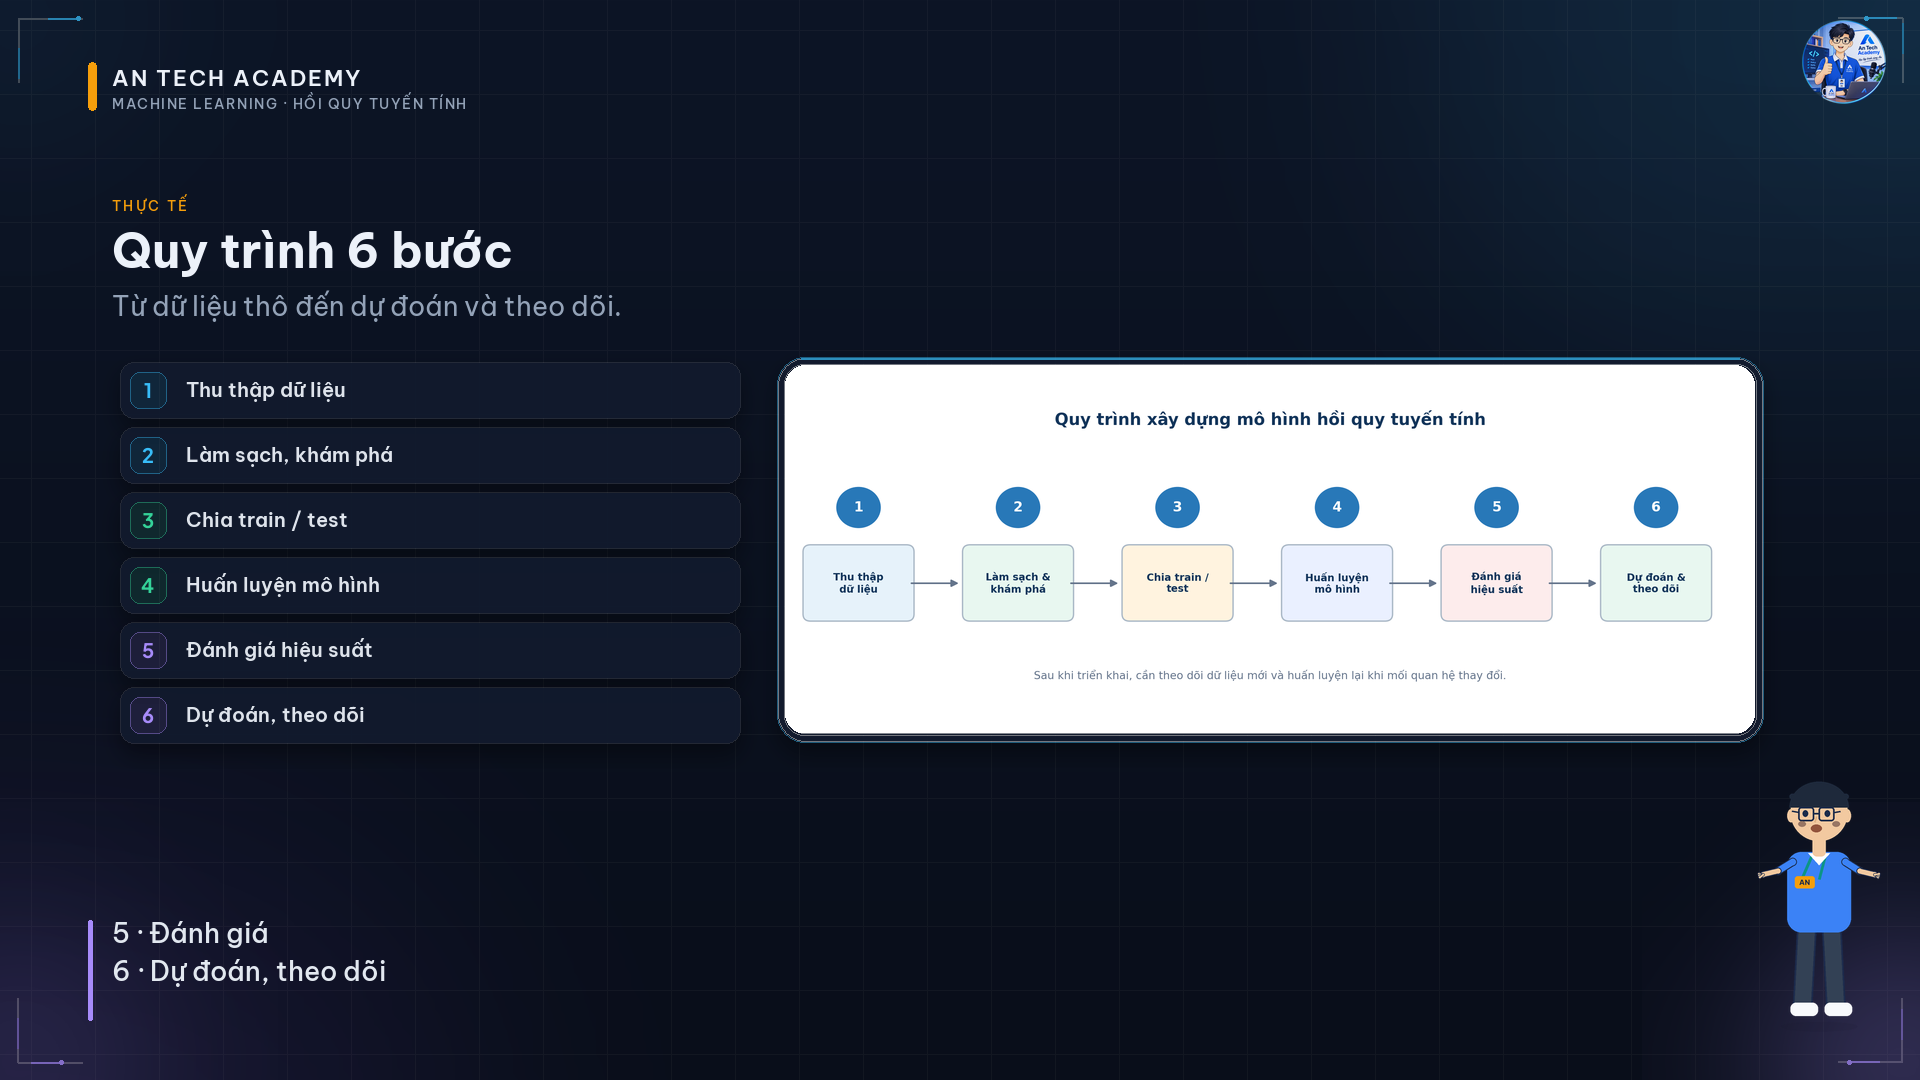 AN TECH ACADEMY
MACHINE LEARNING · HỒI QUY TUYẾN TÍNH
An Tech
Academy
THỰC TẾ
Quy trình 6 bước
Từ dữ liệu thô đến dự đoán và theo dõi.
1 Thu thập dữ liệu
2 Làm sạch, khám phá
3 Chia train / test
4 Huấn luyện mô hình
5 Đánh giá hiệu suất
6 Dự đoán, theo dõi
Quy trình xây dựng mô hình hồi quy tuyến tính
1 2 3 4 5 6
Thu thập
dữ liệu
Làm sạch &
khám phá
Chia train /
test
Huấn luyện
mô hình
Đánh giá
hiệu suất
Dự đoán &
theo dõi
Sau khi triển khai, cần theo dõi dữ liệu mới và huấn luyện lại khi mối quan hệ thay đổi.
AN
5 · Đánh giá
6 · Dự đoán, theo dõi